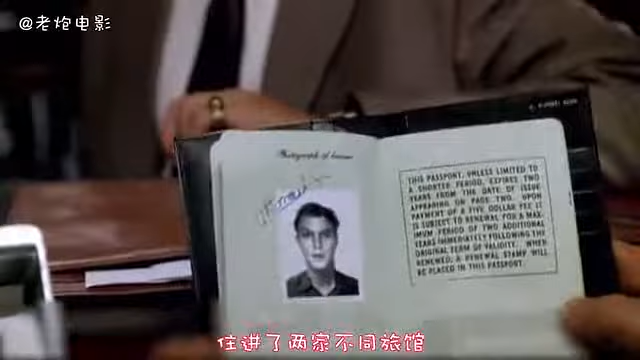 @老炮电影
Photograph of bearer
THIS PASSPORT, UNLESS LIMITED TO
A SHORTER PERIOD, EXPIRES TWO
YEARS FROM THE DATE OF ISSUE
APPEARING ON PAGE TWO. UPON
PAYMENT OF A FIVE DOLLAR FEE IT
IS SUBJECT TO RENEWAL FOR A MAX-
IMUM PERIOD OF TWO ADDITIONAL
YEARS IMMEDIATELY FOLLOWING THE
ORIGINAL TERM OF VALIDITY. WHEN
RENEWED, A RENEWAL STAMP WILL
BE PLACED IN THIS PASSPORT.
住进了两家不同旅馆